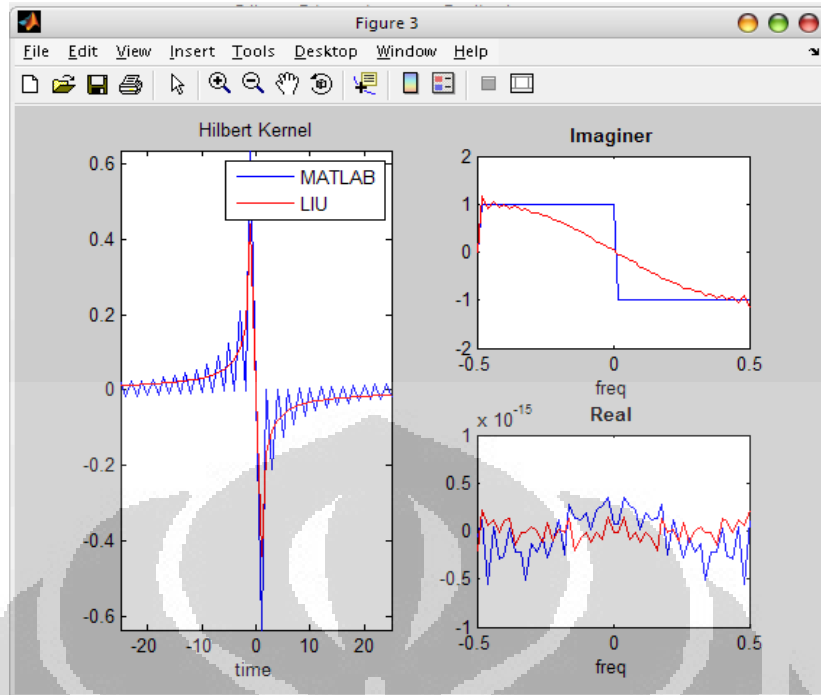 Figure 3
File Edit View Insert Tools Desktop Window Help
Hilbert Kernel
MATLAB
LIU
0.6
0.4
0.2
0
-0.2
-0.4
-0.6
-20 -10 0 10 20
time
Imaginer
2
1
0
-1
-2
-0.5 0 0.5
freq
x 10^-15
Real
1
0.5
0
-0.5
-1
-0.5 0 0.5
freq